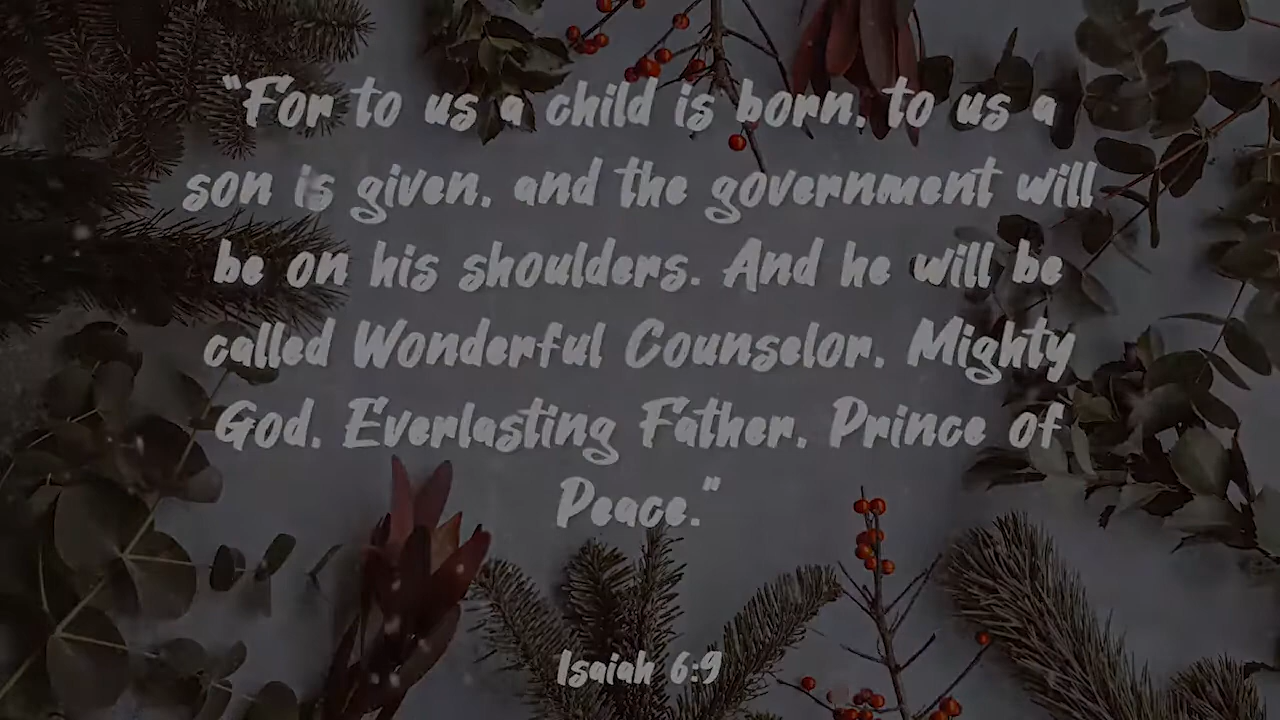 "For to us a child is born, to us a
son is given, and the government will
be on his shoulders. And he will be
called Wonderful Counselor, Mighty
God, Everlasting Father, Prince of
Peace."
Isaiah 6:9